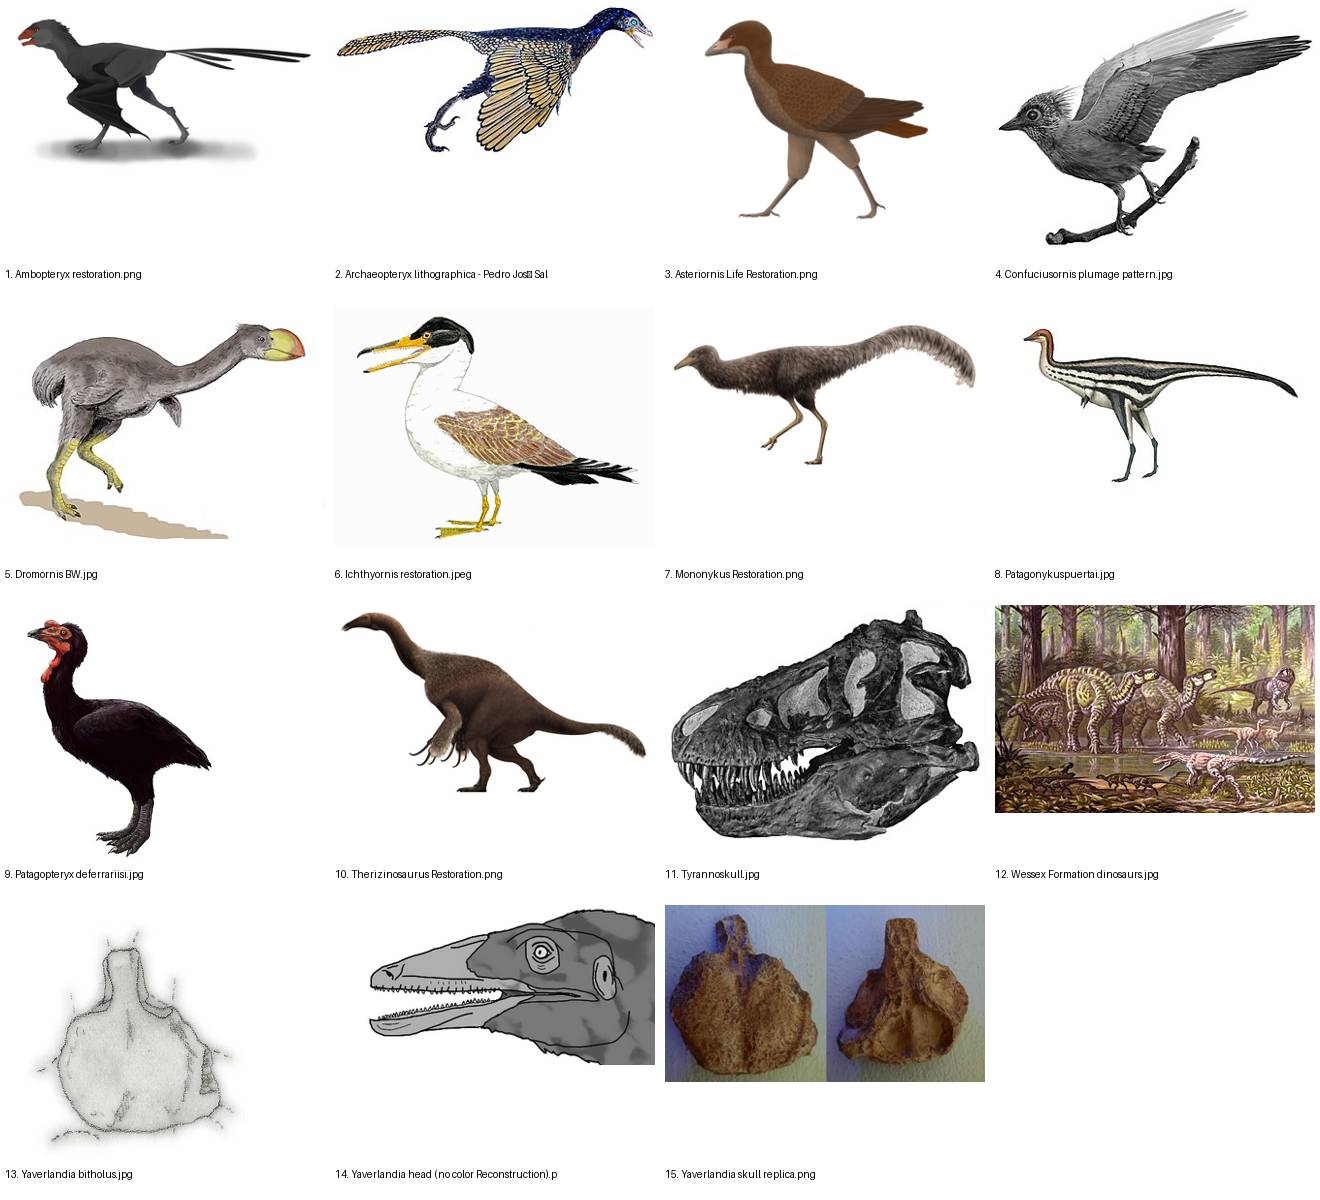 1. Ambopteryx restoration.png
2. Archaeopteryx lithographica - Pedro Jos▯ Sal
3. Asteriornis Life Restoration.png
4. Confuciusornis plumage pattern.jpg
5. Dromornis BW.jpg
6. Ichthyornis restoration.jpeg
7. Mononykus Restoration.png
8. Patagonykuspuertai.jpg
9. Patagopteryx deferrariisi.jpg
10. Therizinosaurus Restoration.png
11. Tyrannoskull.jpg
12. Wessex Formation dinosaurs.jpg
13. Yaverlandia bitholus.jpg
14. Yaverlandia head (no color Reconstruction).p
15. Yaverlandia skull replica.png